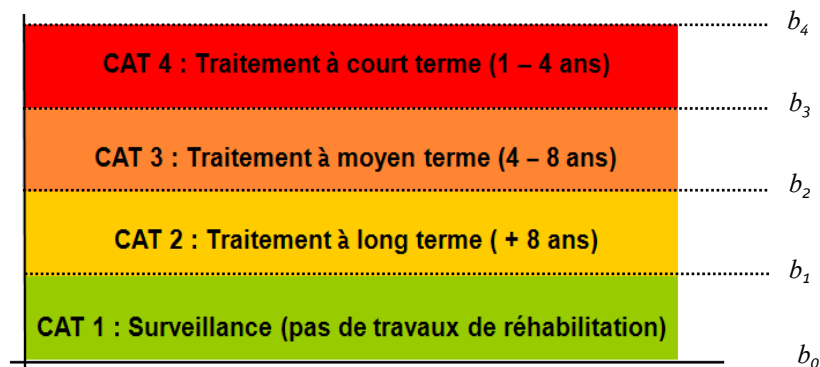 b4
CAT 4 : Traitement à court terme (1 – 4 ans)
b3
CAT 3 : Traitement à moyen terme (4 – 8 ans)
b2
CAT 2 : Traitement à long terme ( + 8 ans)
b1
CAT 1 : Surveillance (pas de travaux de réhabilitation)
b0